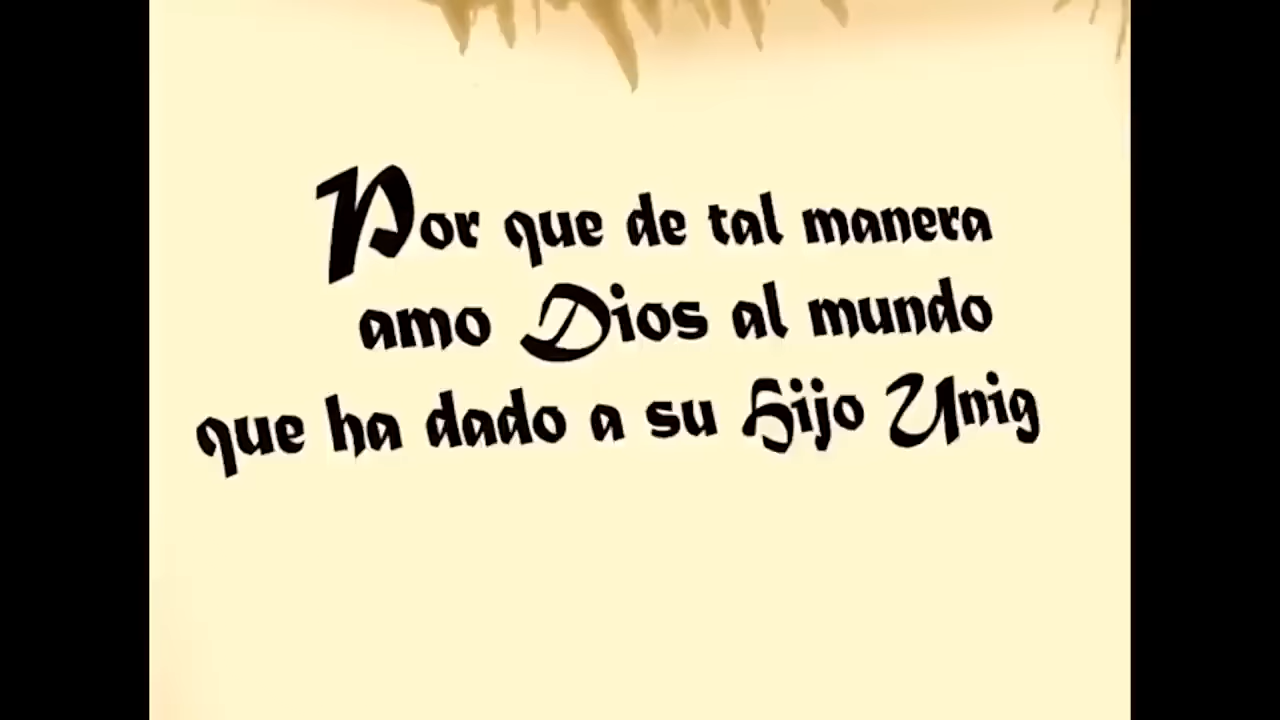 Por que de tal manera
amo Dios al mundo
que ha dado a su Hijo Unig